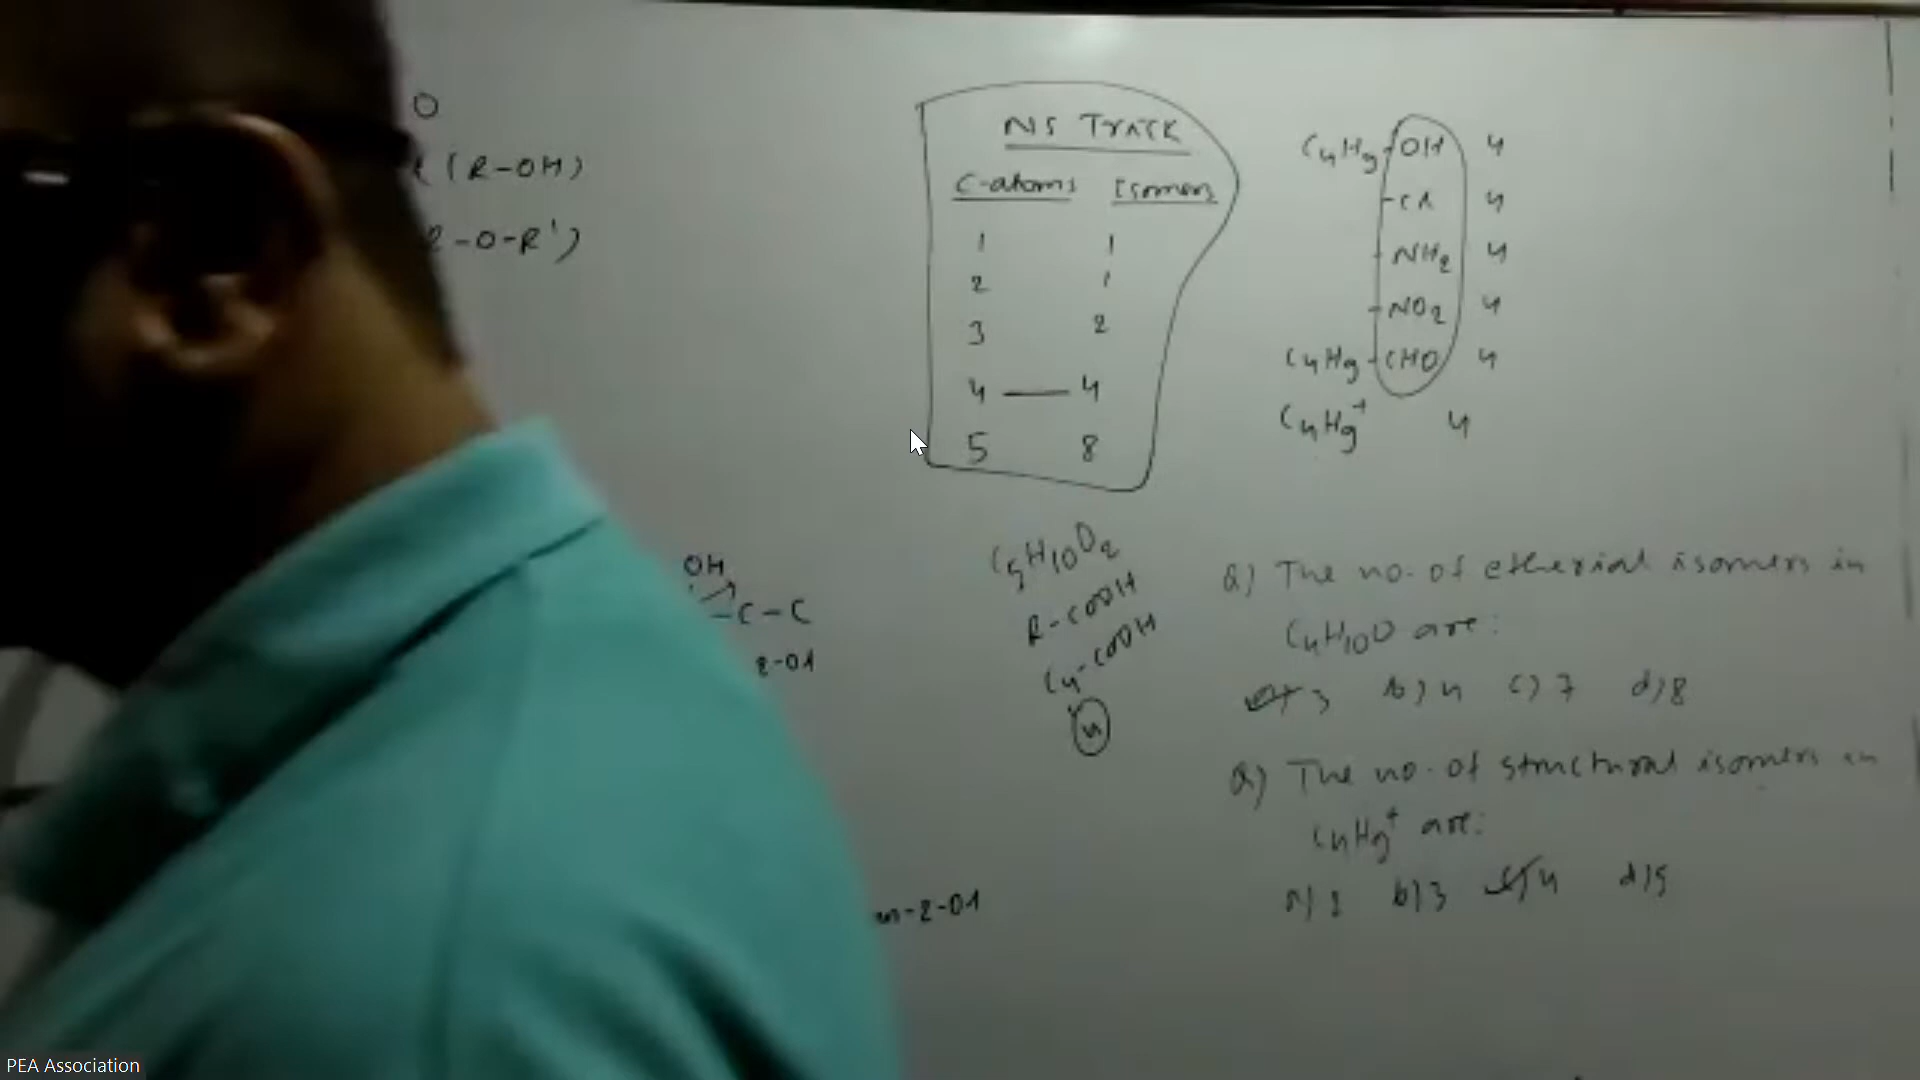 O
(R-OH)
-O-R')
OH
-C-C
2-01
2-01
NS Track
C-atoms Isomers
1 1
2 1
3 2
4 — 4
5 8
C5H10O2
R-COOH
C4-COOH
4
C4H9-OH 4
-Cl 4
-NH2 4
-NO2 4
C4H9-CHO 4
C4H9+ 4
Q) The no. of etherial isomers in
C4H10O are:
3 b) 4 c) 7 d) 8
Q) The no. of structural isomers in
C4H9+ are:
a) 2 b) 3 c) 4 d) 5
PEA Association